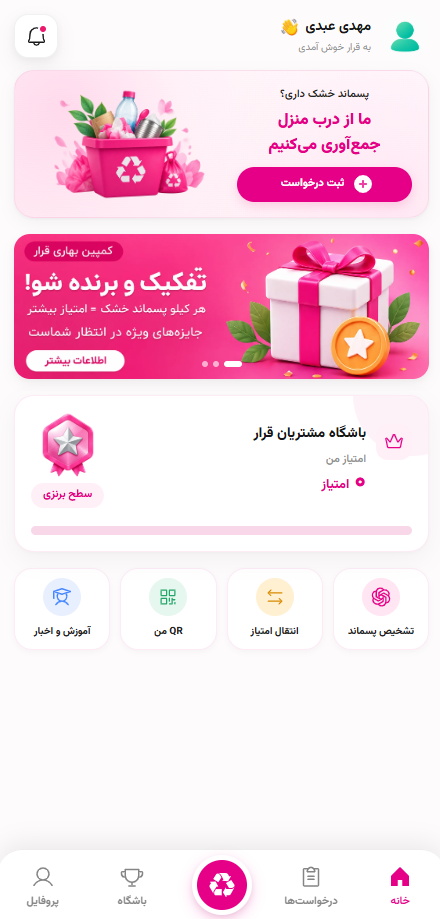 مهدی عبدی 👋
به قرار خوش آمدی
پسماند خشک داری؟
ما از درب منزل
جمع‌آوری می‌کنیم
ثبت درخواست
کمپین بهاری قرار
تفکیک و برنده شو!
هر کیلو پسماند خشک = امتیاز بیشتر
جایزه‌های ویژه در انتظار شماست
اطلاعات بیشتر
باشگاه مشتریان قرار
امتیاز من
امتیاز
سطح برنزی
تشخیص پسماند
انتقال امتیاز
QR من
آموزش و اخبار
خانه
درخواست‌ها
باشگاه
پروفایل